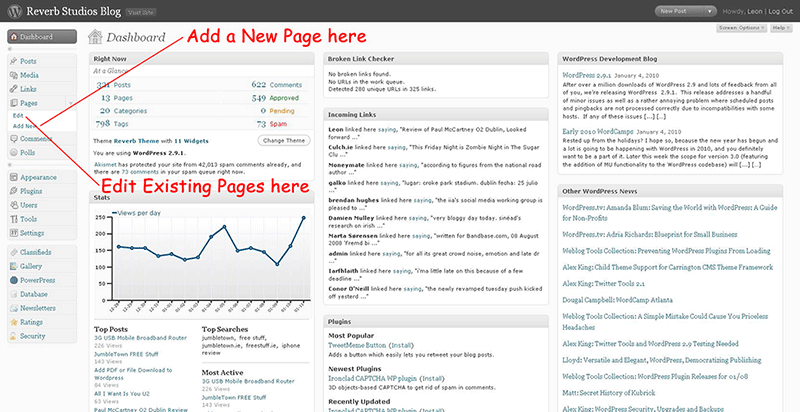 Reverb Studios Blog Visit Site
New Post
Howdy, Leon | Log Out
Screen Options Help
Dashboard
Posts
Media
Links
Pages
Edit
Add New
Comments
Polls
Appearance
Plugins
Users
Tools
Settings
Classifieds
Gallery
PowerPress
Database
Newsletters
Ratings
Security
Dashboard
Add a New Page here
Edit Existing Pages here
Right Now
At a Glance
321 Posts 622 Comments
13 Pages 549 Approved
20 Categories 0 Pending
798 Tags 73 Spam
Theme Reverb Theme with 11 Widgets
Change Theme
You are using WordPress 2.9.1.
Akismet has protected your site from 42,013 spam comments already, and
there are 73 comments in your spam queue right now.
Stats
Views per day
250
200
150
100
50
0
Top Posts
3G USB Mobile Broadband Router
226 Views
JumbleTown FREE Stuff
143 Views
Add PDF or File Download to
Wordpress
84 Views
All I Want Is You U2
63 Views
Paul McCartney O2 Dublin Leaked
Top Searches
jumbletown, free stuff,
jumbletown.ie, freestuff.ie, iphone
review
Most Active
3G USB Mobile Broadband Router
226 Views
JumbleTown FREE Stuff
Broken Link Checker
No broken links found.
No URLs in the work queue.
Detected 280 unique URLs in 325 links.
Incoming Links
Leon linked here saying, "Review of Paul McCartney O2 Dublin, Looked
forward ..."
Culch.ie linked here saying, "This Friday Night is Zombie Night in The Sugar
Clu ..."
Moneymate linked here saying, "according to figures from the national road
author ..."
galko linked here saying, "lugar: croke park stadium. dublin fecha: 25 julio
..."
brendan hughes linked here saying, "the iia's social media working group is
pleased to ..."
Damien Mulley linked here saying, "very bloggy day today. sinéad's
research on irish ..."
Marta Sørensen linked here saying, "written for Bandbase.com, 08 August
2008 'Fremd bi ..."
admin linked here saying, "for all its great crowd noise, emotion and late dr
..."
Iarfhlaith linked here saying, "i'ma little late on this because of a few
deadline ..."
Conor O'Neill linked here saying, "the newly revamped tuesday push kicked
off yesterd ..."
Plugins
Most Popular
TweetMeme Button (Install)
Adds a button which easily lets you retweet your blog posts.
Newest Plugins
Ironclad CAPTCHA WP plugin (Install)
3D objects-based CAPTCHA to get rid of spam in comments.
Recently Updated
WordPress Development Blog
WordPress 2.9.1 January 4, 2010
After over a million downloads of WordPress 2.9 and lots of feedback from all
of you, we're releasing WordPress 2.9.1. This release addresses a handful
of minor issues as well as a rather annoying problem where scheduled posts
and pingbacks are not processed correctly due to incompatibilities with some
hosts. If any of these issues [...] [...]
Early 2010 WordCamps January 4, 2010
Rested up from the holidays? I hope so, because the new year has begun and
a lot is going to be happening with WordPress in 2010, and you definitely
want to be a part of it. Later this week the scope for version 3.0 (featuring
the addition of MU functionality to the WordPress codebase) will [...] [...]
Other WordPress News
WordPress.tv: Amanda Blum: Saving the World with WordPress: A Guide
for Non-Profits
WordPress.tv: Adria Richards: Blueprint for Small Business
Weblog Tools Collection: Preventing WordPress Plugins From Loading
Alex King: Child Theme Support for Carrington CMS Theme Framework
Alex King: Twitter Tools 2.1
Dougal Campbell: WordCamp Atlanta
Weblog Tools Collection: A Simple Mistake Could Cause You Priceless
Headaches
Alex King: Twitter Tools and WordPress 2.9 Testing Needed
Lloyd: Versatile and Elegant, WordPress, Democratizing Publishing
Weblog Tools Collection: WordPress Plugin Releases for 01/08
Matt: Secret History of Kubrick
Alex King: WordPress Security, Upgrades and Backups